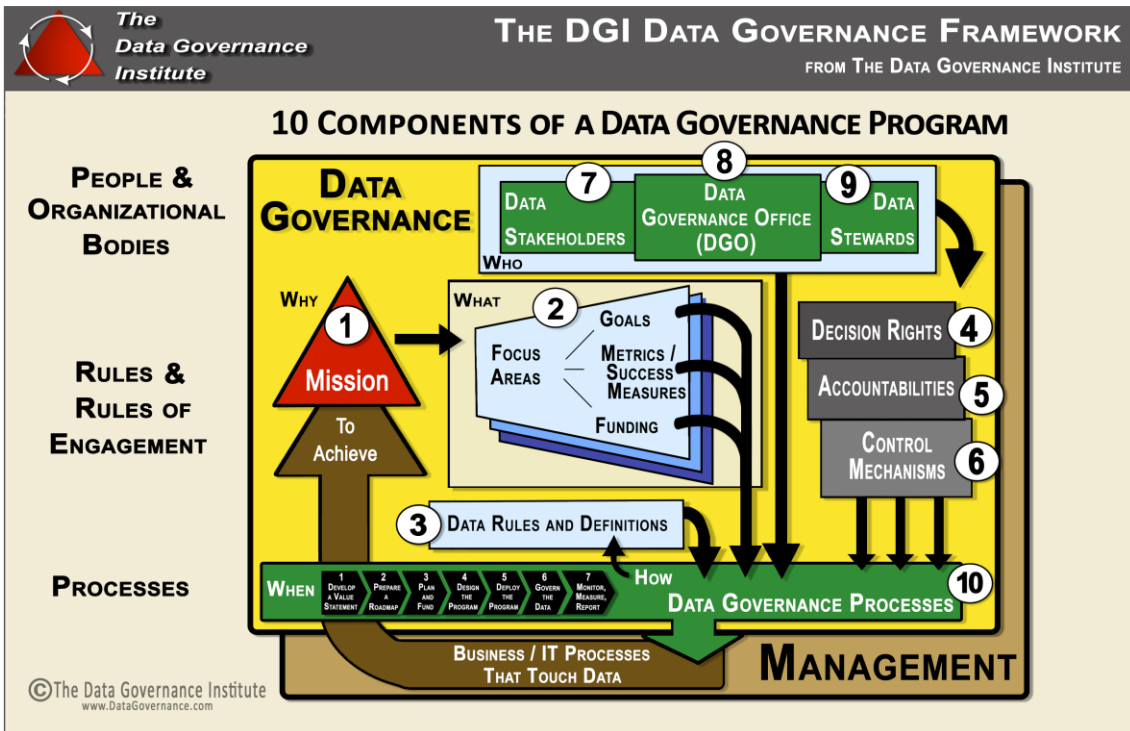 The
Data Governance
Institute
THE DGI DATA GOVERNANCE FRAMEWORK
FROM THE DATA GOVERNANCE INSTITUTE
10 COMPONENTS OF A DATA GOVERNANCE PROGRAM
PEOPLE &
ORGANIZATIONAL
BODIES
DATA
GOVERNANCE
7
DATA
STAKEHOLDERS
8
DATA
GOVERNANCE OFFICE
(DGO)
9
DATA
STEWARDS
WHO
RULES &
RULES OF
ENGAGEMENT
WHY
1
Mission
To
Achieve
WHAT
2
FOCUS
AREAS
GOALS
METRICS /
SUCCESS
MEASURES
FUNDING
DECISION RIGHTS
4
ACCOUNTABILITIES
5
CONTROL
MECHANISMS
6
3
DATA RULES AND DEFINITIONS
PROCESSES
WHEN
1
DEVELOP
A VALUE
STATEMENT
2
PREPARE
A
ROADMAP
3
PLAN
AND
FUND
4
DESIGN
THE
PROGRAM
5
DEPLOY
THE
PROGRAM
6
GOVERN
THE
DATA
7
MONITOR,
MEASURE,
REPORT
HOW
DATA GOVERNANCE PROCESSES
10
BUSINESS / IT PROCESSES
THAT TOUCH DATA
MANAGEMENT
©The Data Governance Institute
www.DataGovernance.com